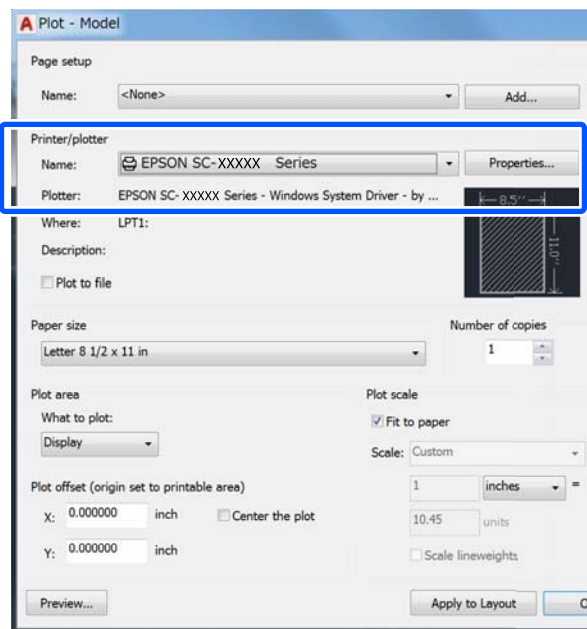 A Plot - Model
Page setup
Name: <None> Add...
Printer/plotter
Name: EPSON SC-XXXXX Series Properties...
Plotter: EPSON SC- XXXXX Series - Windows System Driver - by ...
Where: LPT1:
8.5''
11.0''
Description:
Plot to file
Paper size Number of copies
Letter 8 1/2 x 11 in 1
Plot area Plot scale
What to plot: Fit to paper
Display Scale: Custom
Plot offset (origin set to printable area) 1 inches =
X: 0.000000 inch Center the plot 10.45 units
Y: 0.000000 inch Scale lineweights
Preview... Apply to Layout